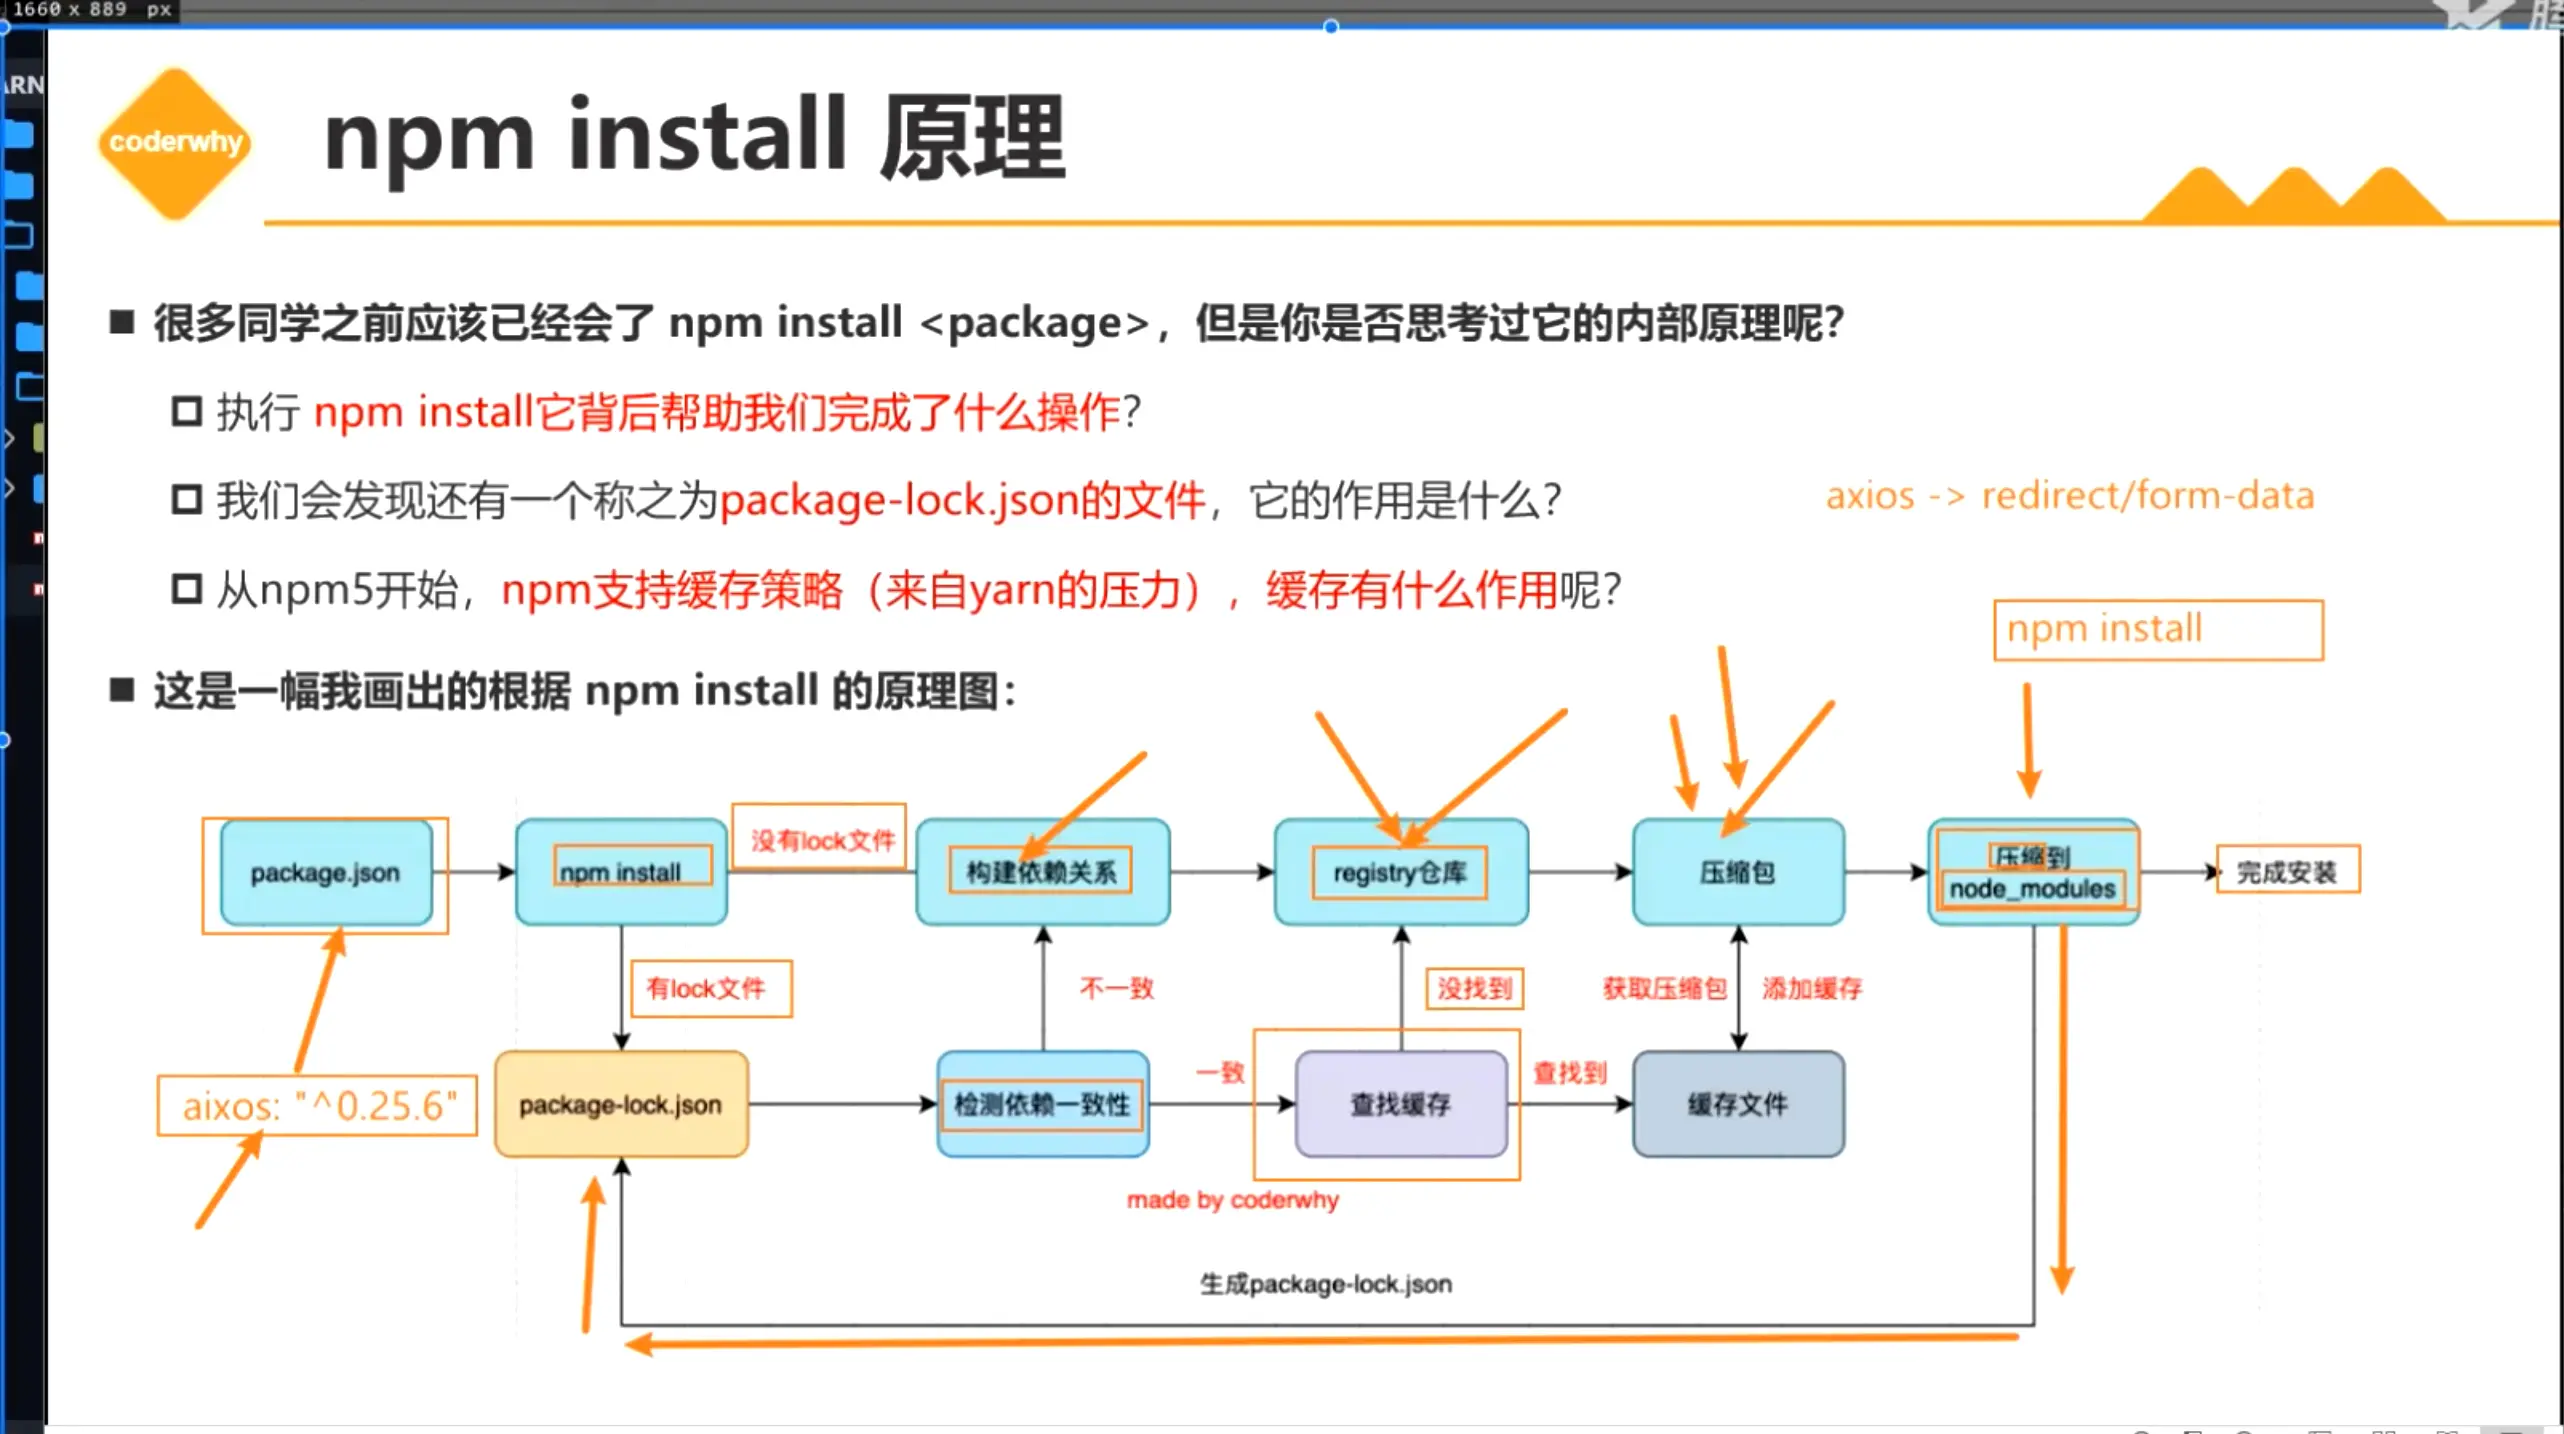 1660 x 889 px
ARN
coderwhy
npm install 原理
很多同学之前应该已经会了 npm install <package>，但是你是否思考过它的内部原理呢？
执行 npm install它背后帮助我们完成了什么操作？
我们会发现还有一个称之为package-lock.json的文件，它的作用是什么？
axios -> redirect/form-data
从npm5开始，npm支持缓存策略（来自yarn的压力），缓存有什么作用呢？
npm install
这是一幅我画出的根据 npm install 的原理图：
package.json
npm install
没有lock文件
构建依赖关系
registry仓库
压缩包
压缩到
node_modules
完成安装
有lock文件
不一致
没找到
获取压缩包
添加缓存
aixos: "^0.25.6"
package-lock.json
检测依赖一致性
一致
查找缓存
查找到
缓存文件
made by coderwhy
生成package-lock.json